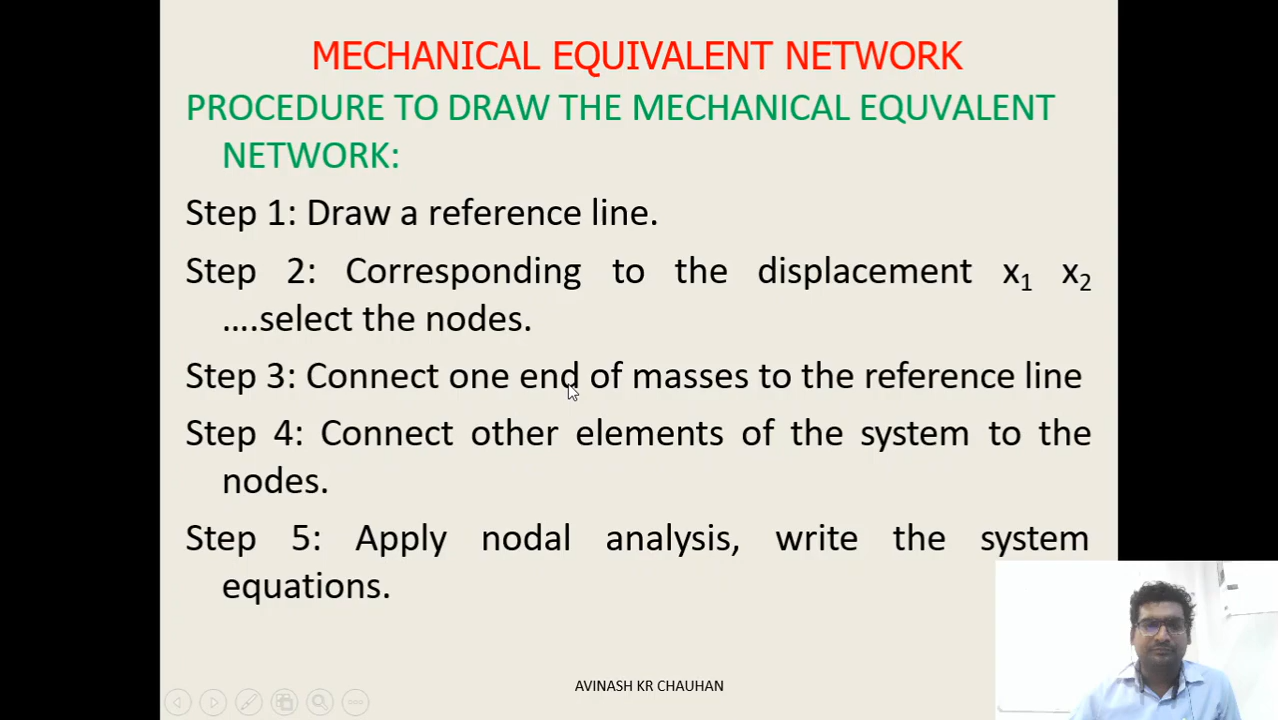 MECHANICAL EQUIVALENT NETWORK
PROCEDURE TO DRAW THE MECHANICAL EQUVALENT
NETWORK:
Step 1: Draw a reference line.
Step 2: Corresponding to the displacement x₁ x₂
….select the nodes.
Step 3: Connect one end of masses to the reference line
Step 4: Connect other elements of the system to the
nodes.
Step 5: Apply nodal analysis, write the system
equations.
AVINASH KR CHAUHAN